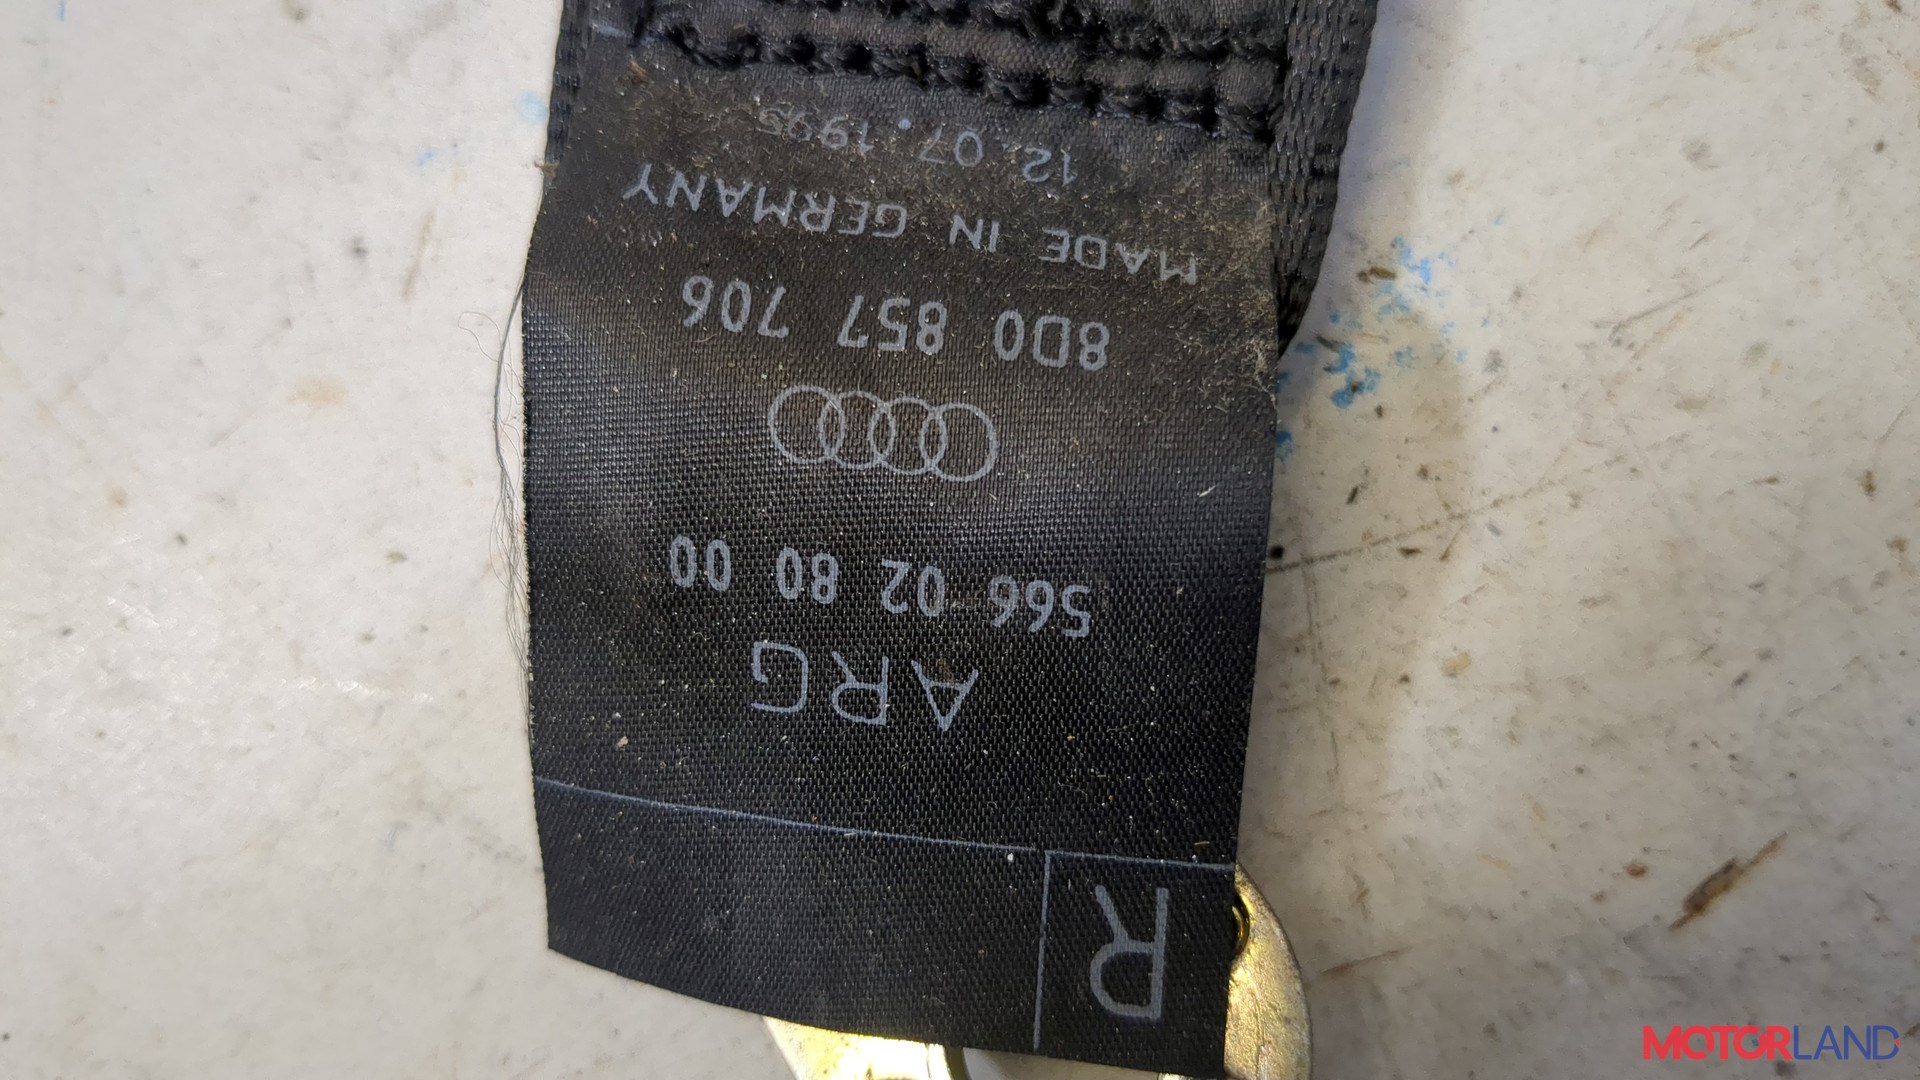 R
ARG
566 02 80 00
8D0 857 706
MADE IN GERMANY
12.07.1995
MOTORLAND